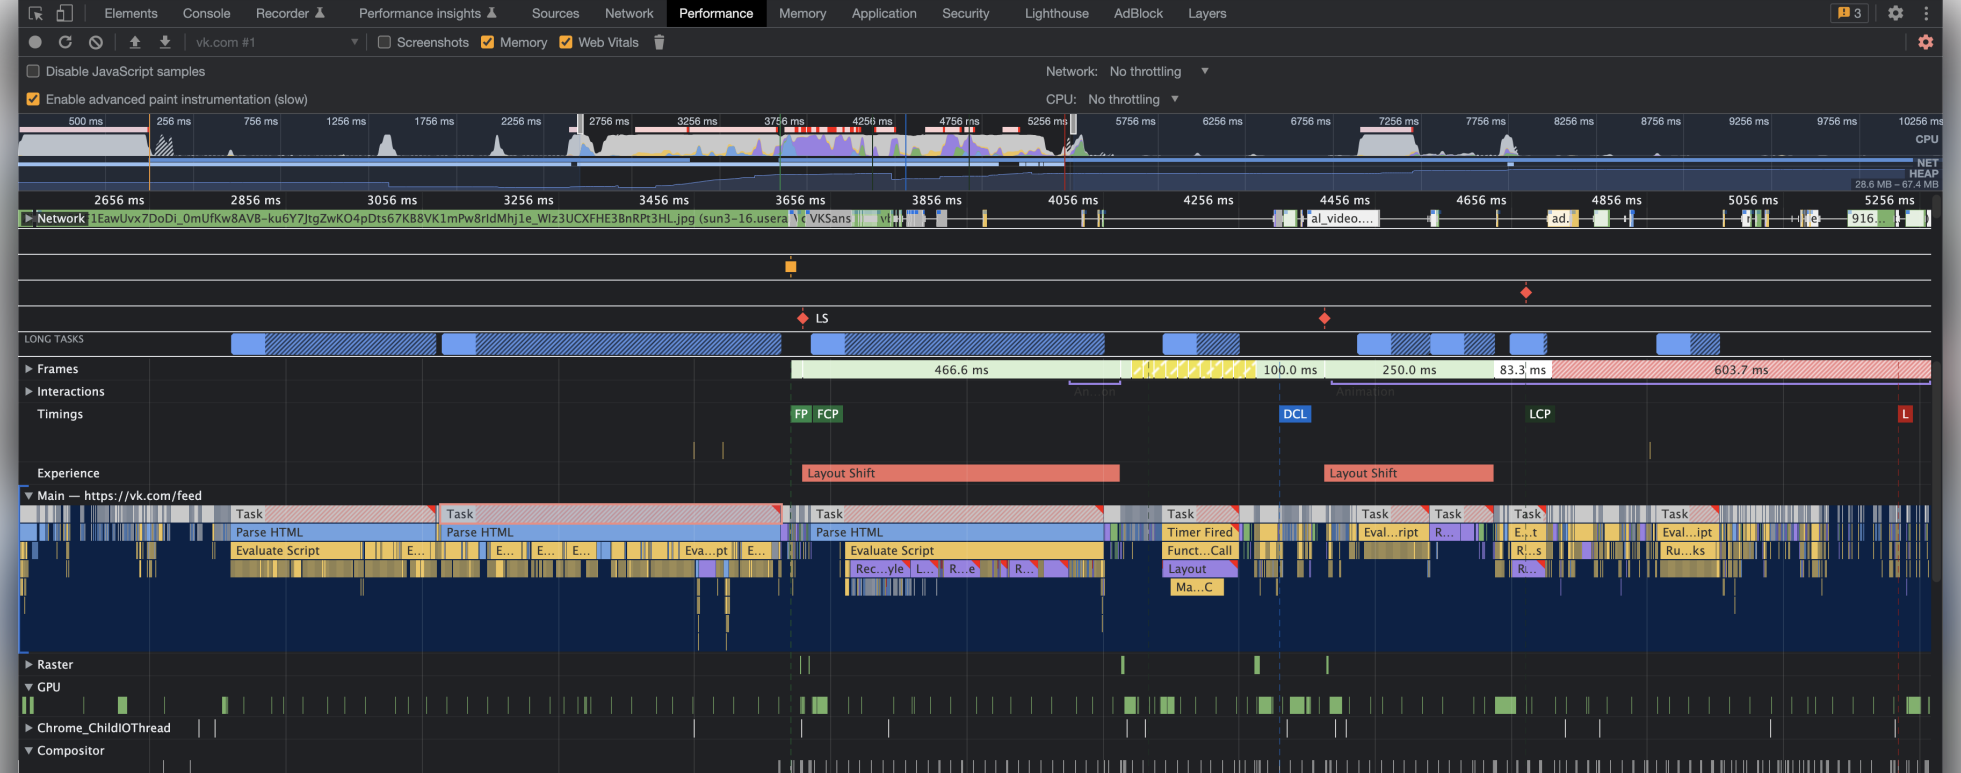 Elements Console Recorder Performance insights Sources Network Performance Memory Application Security Lighthouse AdBlock Layers 3
vk.com #1 Screenshots Memory Web Vitals
Disable JavaScript samples Network: No throttling
Enable advanced paint instrumentation (slow) CPU: No throttling
500 ms 256 ms 756 ms 1256 ms 1756 ms 2256 ms 2756 ms 3256 ms 3756 ms 4256 ms 4756 ms 5256 ms 5756 ms 6256 ms 6756 ms 7256 ms 7756 ms 8256 ms 8756 ms 9256 ms 9756 ms 10256 ms
CPU
NET
HEAP
28.6 MB – 67.4 MB
2656 ms 2856 ms 3056 ms 3256 ms 3456 ms 3656 ms 3856 ms 4056 ms 4256 ms 4456 ms 4656 ms 4856 ms 5056 ms 5256 ms
Network VKSans al_video.... ad. 916...
LS
LONG TASKS
Frames 466.6 ms 100.0 ms 250.0 ms 83.3 ms 603.7 ms
Interactions Animation
Timings FP FCP DCL LCP L
Experience Layout Shift Layout Shift
Main — https://vk.com/feed
Task Task Task Task Task Task Task Task
Parse HTML Parse HTML Parse HTML Timer Fired Eval...ript R... E...t Eval...ipt
Evaluate Script E... E... E... E... Eva...pt E... Evaluate Script Funct...Call R...s Ru...ks
Rec...yle L... R...e R... Layout R...
Ma...C
Raster
GPU
Chrome_ChildIOThread
Compositor